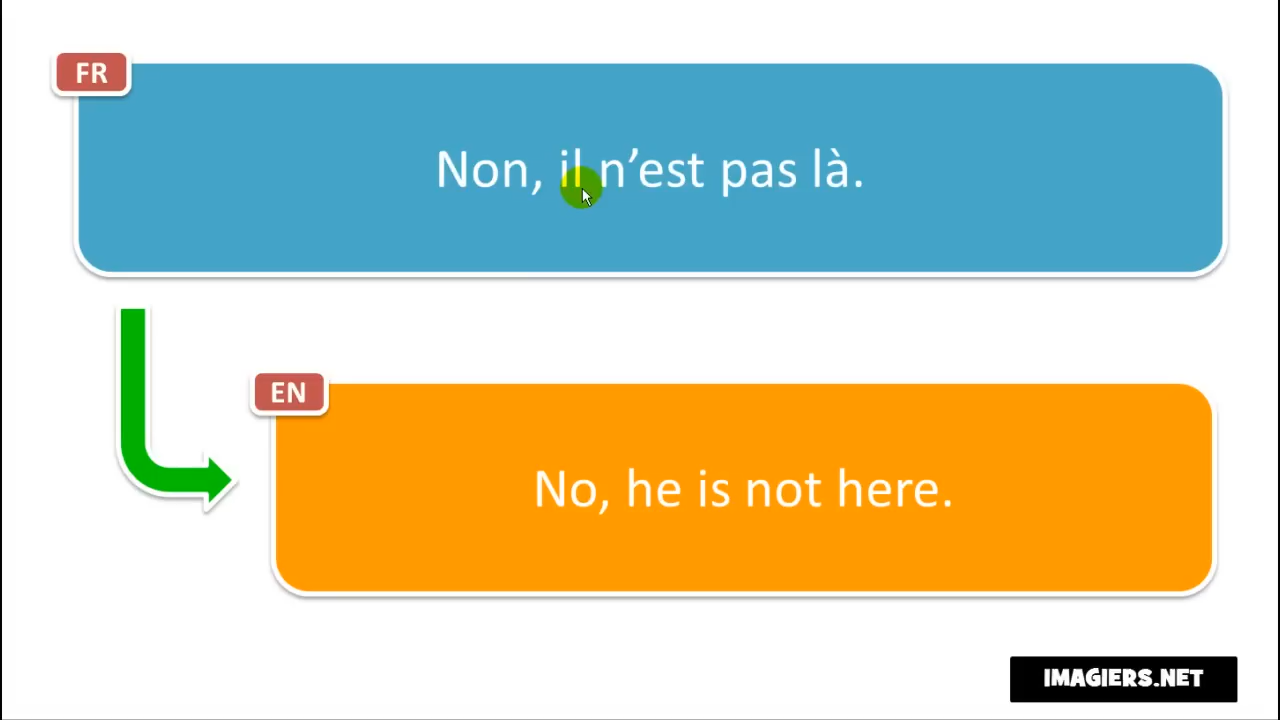 FR
Non, il n’est pas là.
EN
No, he is not here.
IMAGIERS.NET